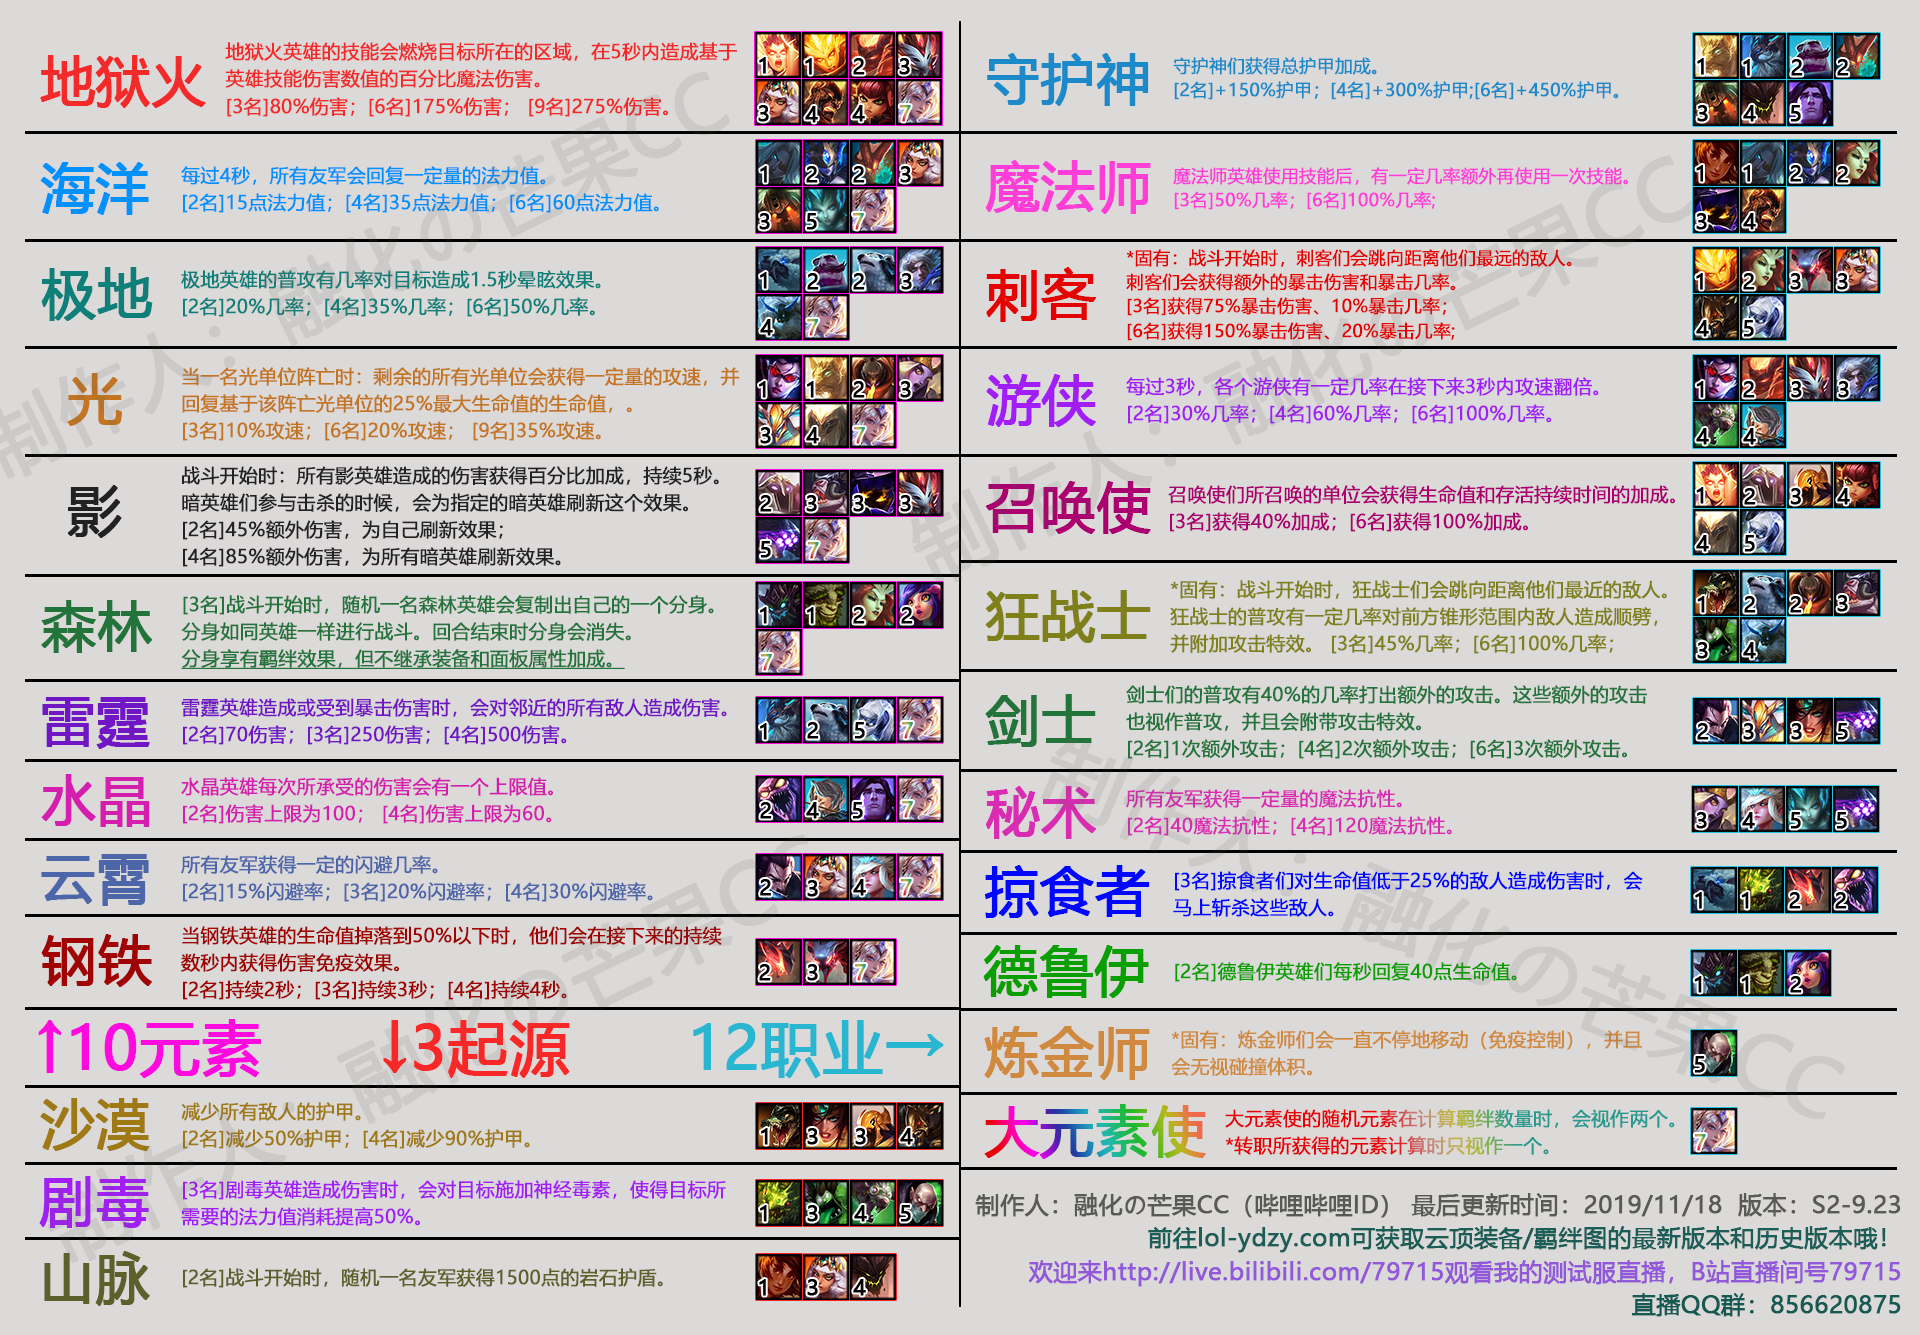 地狱火
地狱火英雄的技能会燃烧目标所在的区域，在5秒内造成基于
英雄技能伤害数值的百分比魔法伤害。
[3名]80%伤害；[6名]175%伤害； [9名]275%伤害。
1 1 2 3
3 4 4 7
海洋
每过4秒，所有友军会回复一定量的法力值。
[2名]15点法力值；[4名]35点法力值；[6名]60点法力值。
1 2 2 3
3 5 7
极地
极地英雄的普攻有几率对目标造成1.5秒晕眩效果。
[2名]20%几率；[4名]35%几率；[6名]50%几率。
1 2 2 3
4 7
光
当一名光单位阵亡时：剩余的所有光单位会获得一定量的攻速，并
回复基于该阵亡光单位的25%最大生命值的生命值，。
[3名]10%攻速；[6名]20%攻速； [9名]35%攻速。
1 1 2 3
3 4 7
影
战斗开始时：所有影英雄造成的伤害获得百分比加成，持续5秒。
暗英雄们参与击杀的时候，会为指定的暗英雄刷新这个效果。
[2名]45%额外伤害，为自己刷新效果；
[4名]85%额外伤害，为所有暗英雄刷新效果。
2 3 3 3
5 7
森林
[3名]战斗开始时，随机一名森林英雄会复制出自己的一个分身。
分身如同英雄一样进行战斗。回合结束时分身会消失。
分身享有羁绊效果，但不继承装备和面板属性加成。
1 1 2 2
7
雷霆
雷霆英雄造成或受到暴击伤害时，会对邻近的所有敌人造成伤害。
[2名]70伤害；[3名]250伤害；[4名]500伤害。
1 2 5 7
水晶
水晶英雄每次所承受的伤害会有一个上限值。
[2名]伤害上限为100； [4名]伤害上限为60。
2 4 5 7
云霄
所有友军获得一定的闪避几率。
[2名]15%闪避率；[3名]20%闪避率；[4名]30%闪避率。
2 3 4 7
钢铁
当钢铁英雄的生命值掉落到50%以下时，他们会在接下来的持续
数秒内获得伤害免疫效果。
[2名]持续2秒；[3名]持续3秒；[4名]持续4秒。
2 3 7
↑10元素 ↓3起源 12职业→
沙漠
减少所有敌人的护甲。
[2名]减少50%护甲；[4名]减少90%护甲。
1 3 3 4
剧毒
[3名]剧毒英雄造成伤害时，会对目标施加神经毒素，使得目标所
需要的法力值消耗提高50%。
1 3 4 5
山脉
[2名]战斗开始时，随机一名友军获得1500点的岩石护盾。
1 3 4
守护神
守护神们获得总护甲加成。
[2名]+150%护甲；[4名]+300%护甲;[6名]+450%护甲。
1 1 2 2
3 4 5
魔法师
魔法师英雄使用技能后，有一定几率额外再使用一次技能。
[3名]50%几率；[6名]100%几率;
1 1 2 2
3 4
刺客
*固有：战斗开始时，刺客们会跳向距离他们最远的敌人。
刺客们会获得额外的暴击伤害和暴击几率。
[3名]获得75%暴击伤害、10%暴击几率；
[6名]获得150%暴击伤害、20%暴击几率;
1 2 3 3
4 5
游侠
每过3秒，各个游侠有一定几率在接下来3秒内攻速翻倍。
[2名]30%几率；[4名]60%几率；[6名]100%几率。
1 2 3 3
4 4
召唤使
召唤使们所召唤的单位会获得生命值和存活持续时间的加成。
[3名]获得40%加成；[6名]获得100%加成。
1 2 3 4
4 5
狂战士
*固有：战斗开始时，狂战士们会跳向距离他们最近的敌人。
狂战士的普攻有一定几率对前方锥形范围内敌人造成顺劈，
并附加攻击特效。 [3名]45%几率；[6名]100%几率；
1 2 2 3
3 4
剑士
剑士们的普攻有40%的几率打出额外的攻击。这些额外的攻击
也视作普攻，并且会附带攻击特效。
[2名]1次额外攻击；[4名]2次额外攻击；[6名]3次额外攻击。
2 3 3 5
秘术
所有友军获得一定量的魔法抗性。
[2名]40魔法抗性；[4名]120魔法抗性。
3 4 5 5
掠食者
[3名]掠食者们对生命值低于25%的敌人造成伤害时，会
马上斩杀这些敌人。
1 1 2 2
德鲁伊
[2名]德鲁伊英雄们每秒回复40点生命值。
1 1 2
炼金师
*固有：炼金师们会一直不停地移动（免疫控制），并且
会无视碰撞体积。
5
大元素使
大元素使的随机元素在计算羁绊数量时，会视作两个。
*转职所获得的元素计算时只视作一个。
7
制作人：融化の芒果CC（哔哩哔哩ID） 最后更新时间：2019/11/18 版本：S2-9.23
前往lol-ydzy.com可获取云顶装备/羁绊图的最新版本和历史版本哦！
欢迎来http://live.bilibili.com/79715观看我的测试服直播，B站直播间号79715
直播QQ群：856620875
制作人：融化の芒果CC
制作人：融化の芒果CC
制作人：融化の芒果CC
制作人：融化の芒果CC